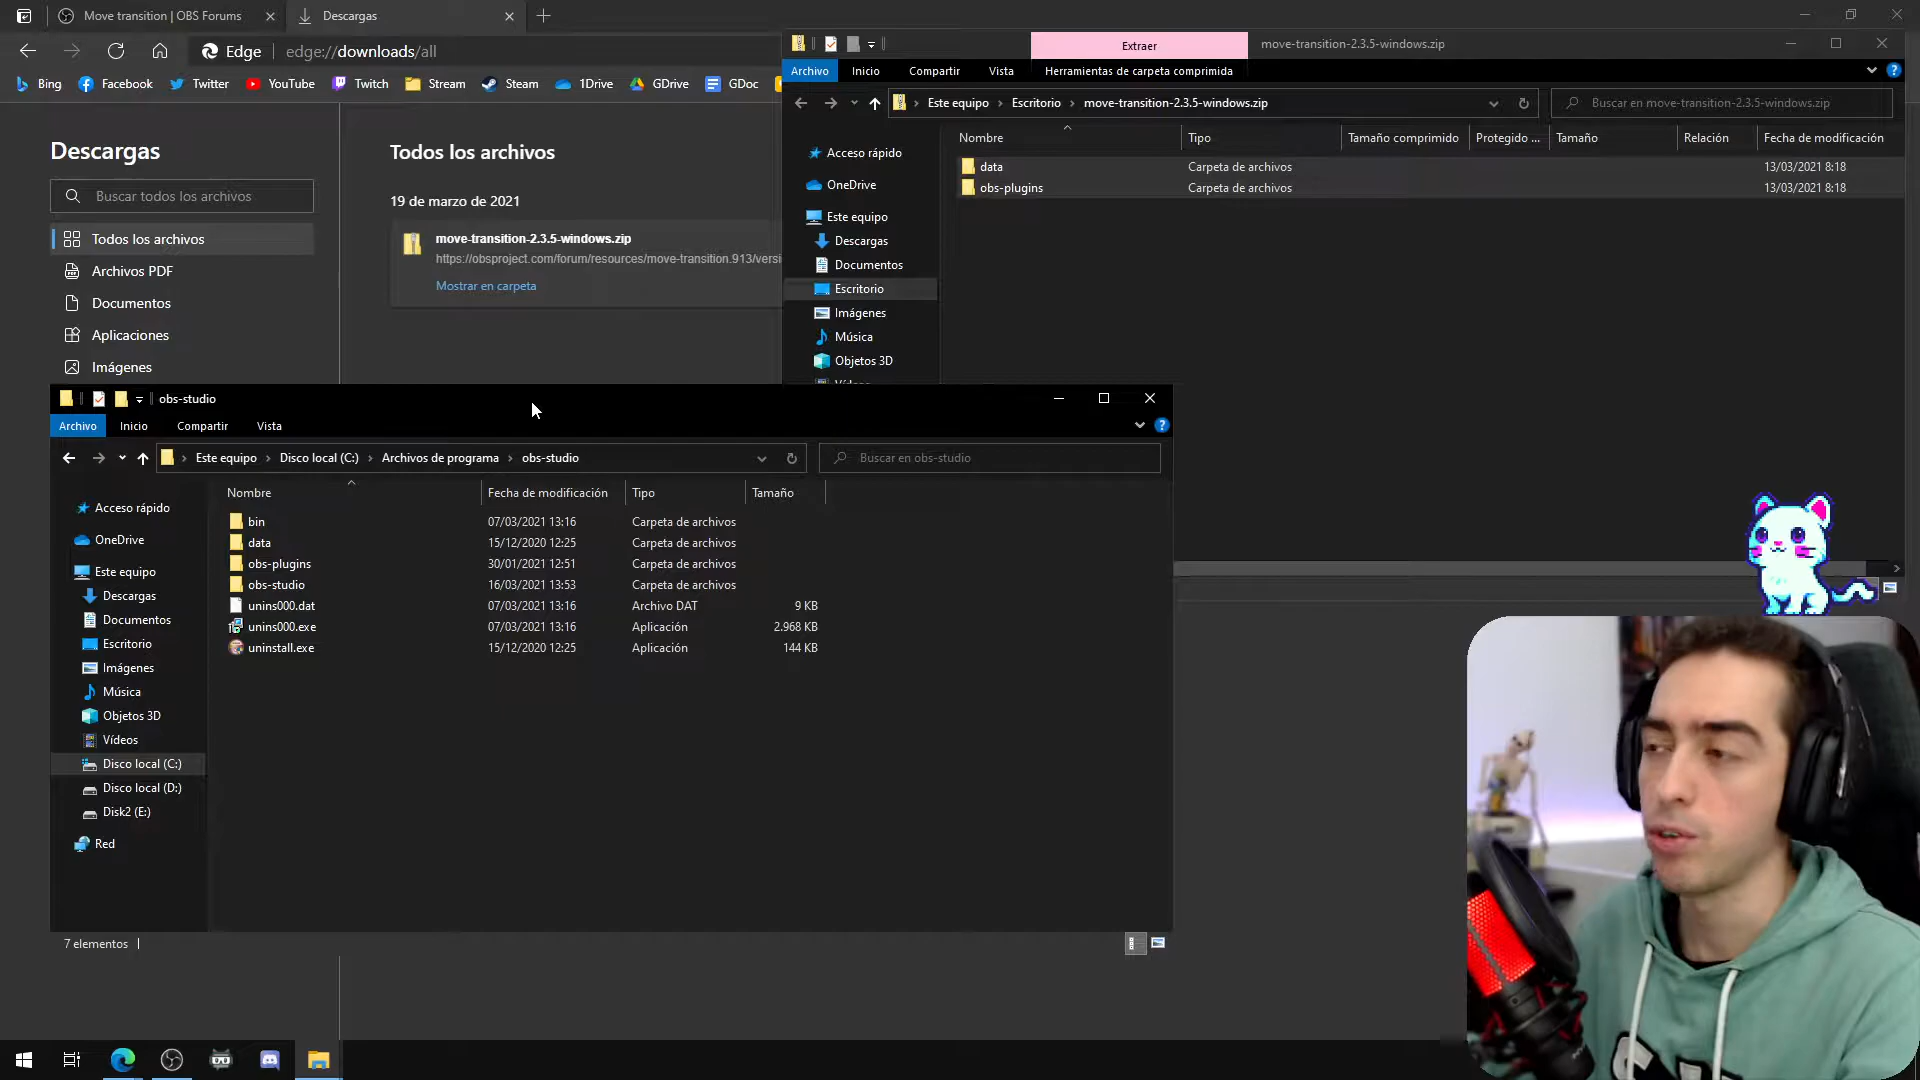 Move transition | OBS Forums
Descargas
Edge
edge://downloads/all
Bing
Facebook
Twitter
YouTube
Twitch
Stream
Steam
1Drive
GDrive
GDoc
Descargas
Buscar todos los archivos
Todos los archivos
Archivos PDF
Documentos
Aplicaciones
Imágenes
Todos los archivos
19 de marzo de 2021
move-transition-2.3.5-windows.zip
https://obsproject.com/forum/resources/move-transition.913/versi
Mostrar en carpeta
Extraer
move-transition-2.3.5-windows.zip
Archivo
Inicio
Compartir
Vista
Herramientas de carpeta comprimida
Este equipo
Escritorio
move-transition-2.3.5-windows.zip
Buscar en move-transition-2.3.5-windows.zip
Nombre
Tipo
Tamaño comprimido
Protegido ...
Tamaño
Relación
Fecha de modificación
data
Carpeta de archivos
13/03/2021 8:18
obs-plugins
Carpeta de archivos
13/03/2021 8:18
Acceso rápido
OneDrive
Este equipo
Descargas
Documentos
Escritorio
Imágenes
Música
Objetos 3D
Vídeos
obs-studio
Archivo
Inicio
Compartir
Vista
Este equipo
Disco local (C:)
Archivos de programa
obs-studio
Buscar en obs-studio
Nombre
Fecha de modificación
Tipo
Tamaño
bin
07/03/2021 13:16
Carpeta de archivos
data
15/12/2020 12:25
Carpeta de archivos
obs-plugins
30/01/2021 12:51
Carpeta de archivos
obs-studio
16/03/2021 13:53
Carpeta de archivos
unins000.dat
07/03/2021 13:16
Archivo DAT
9 KB
unins000.exe
07/03/2021 13:16
Aplicación
2.968 KB
uninstall.exe
15/12/2020 12:25
Aplicación
144 KB
Acceso rápido
OneDrive
Este equipo
Descargas
Documentos
Escritorio
Imágenes
Música
Objetos 3D
Vídeos
Disco local (C:)
Disco local (D:)
Disk2 (E:)
Red
7 elementos